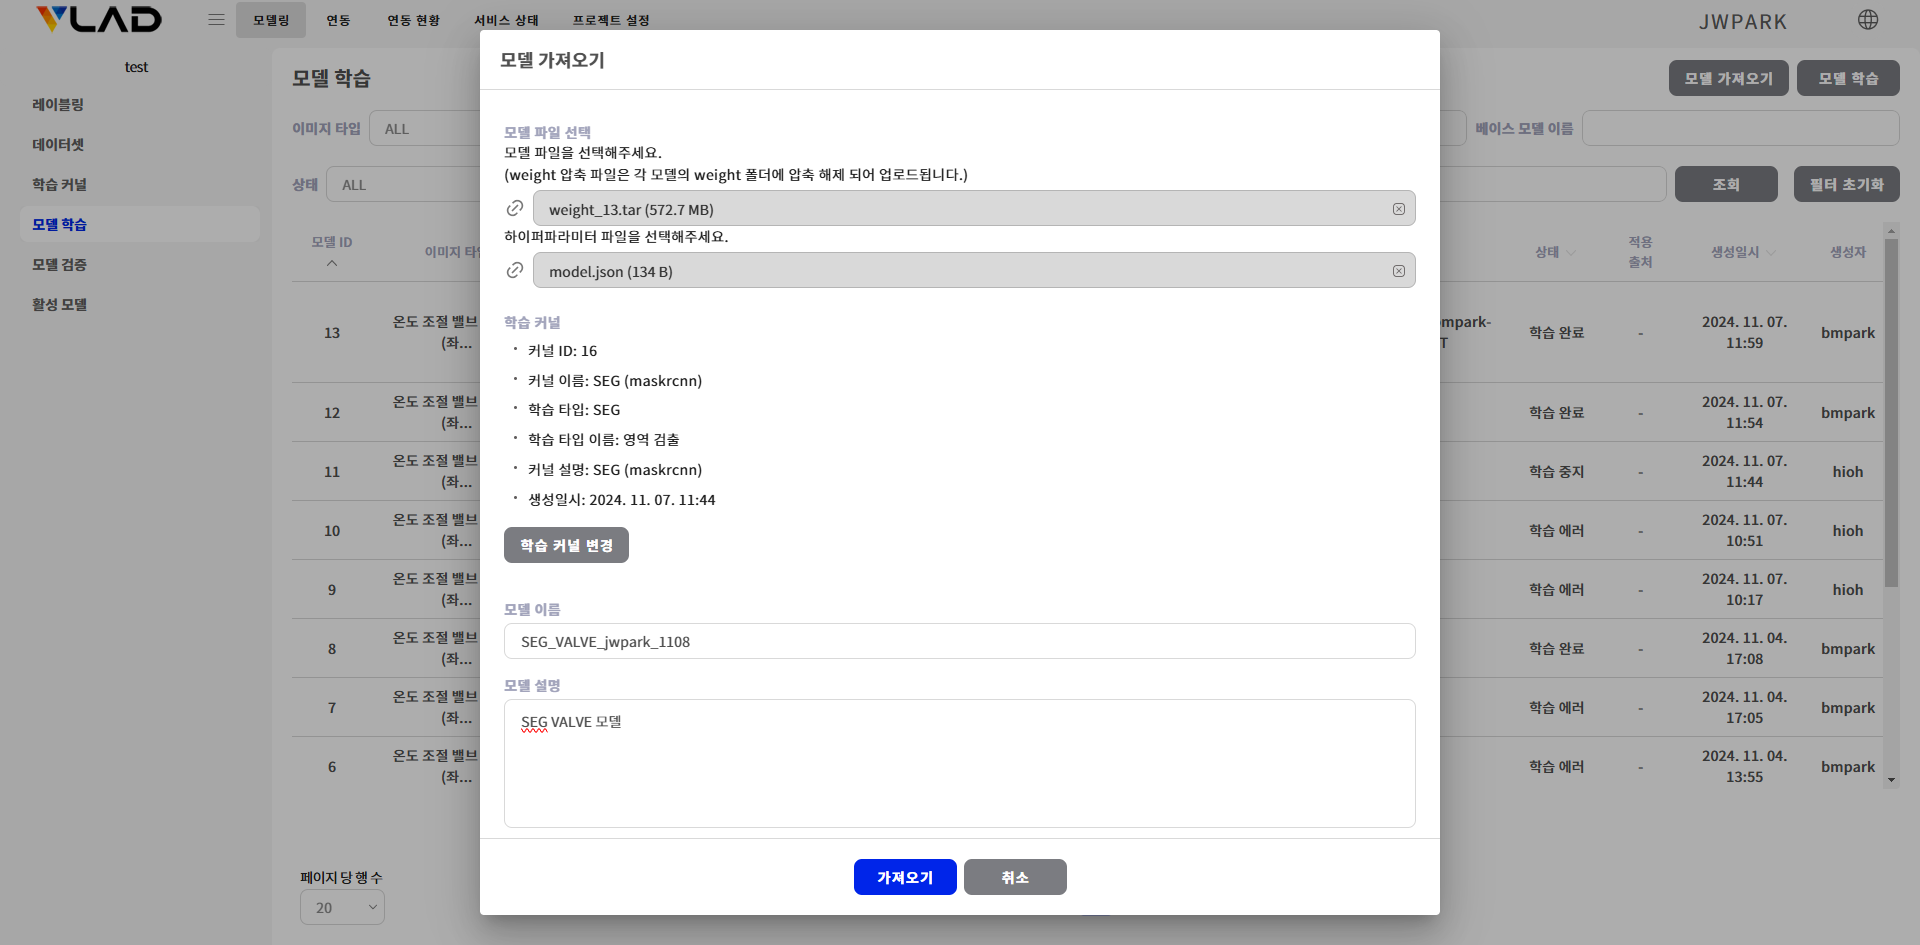 VLAD
모델링
연동
연동 현황
서비스 상태
프로젝트 설정
JWPARK
test
레이블링
데이터셋
학습 커널
모델 학습
모델 검증
활성 모델
모델 학습
모델 가져오기
모델 학습
이미지 타입
ALL
베이스 모델 이름
상태
ALL
조회
필터 초기화
모델 ID
이미지 타
상태
적용
출처
생성일시
생성자
13
온도 조절 밸브
(좌...
mpark-
T
학습 완료
-
2024. 11. 07.
11:59
bmpark
12
온도 조절 밸브
(좌...
학습 완료
-
2024. 11. 07.
11:54
bmpark
11
온도 조절 밸브
(좌...
학습 중지
-
2024. 11. 07.
11:44
hioh
10
온도 조절 밸브
(좌...
학습 에러
-
2024. 11. 07.
10:51
hioh
9
온도 조절 밸브
(좌...
학습 에러
-
2024. 11. 07.
10:17
hioh
8
온도 조절 밸브
(좌...
학습 완료
-
2024. 11. 04.
17:08
bmpark
7
온도 조절 밸브
(좌...
학습 에러
-
2024. 11. 04.
17:05
bmpark
6
온도 조절 밸브
(좌...
학습 에러
-
2024. 11. 04.
13:55
bmpark
페이지 당 행 수
20
모델 가져오기
모델 파일 선택
모델 파일을 선택해주세요.
(weight 압축 파일은 각 모델의 weight 폴더에 압축 해제 되어 업로드됩니다.)
weight_13.tar (572.7 MB)
하이퍼파라미터 파일을 선택해주세요.
model.json (134 B)
학습 커널
· 커널 ID: 16
· 커널 이름: SEG (maskrcnn)
· 학습 타입: SEG
· 학습 타입 이름: 영역 검출
· 커널 설명: SEG (maskrcnn)
· 생성일시: 2024. 11. 07. 11:44
학습 커널 변경
모델 이름
SEG_VALVE_jwpark_1108
모델 설명
SEG VALVE 모델
가져오기
취소